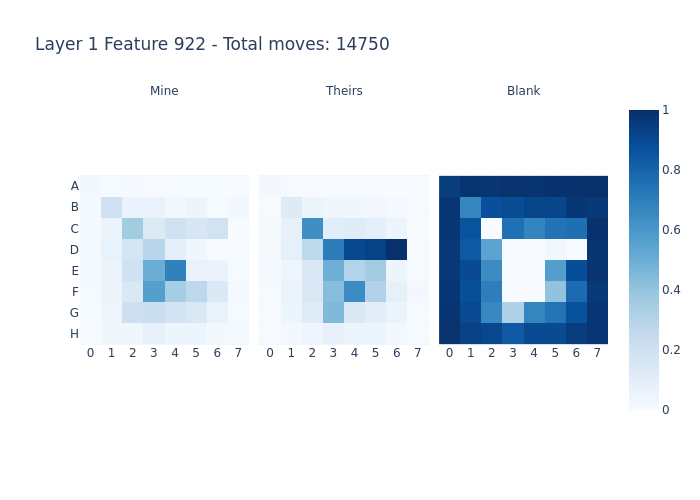 Layer 1 Feature 922 - Total moves: 14750
Mine Theirs Blank
A
B
C
D
E
F
G
H
0 1 2 3 4 5 6 7 0 1 2 3 4 5 6 7 0 1 2 3 4 5 6 7
1
0.8
0.6
0.4
0.2
0